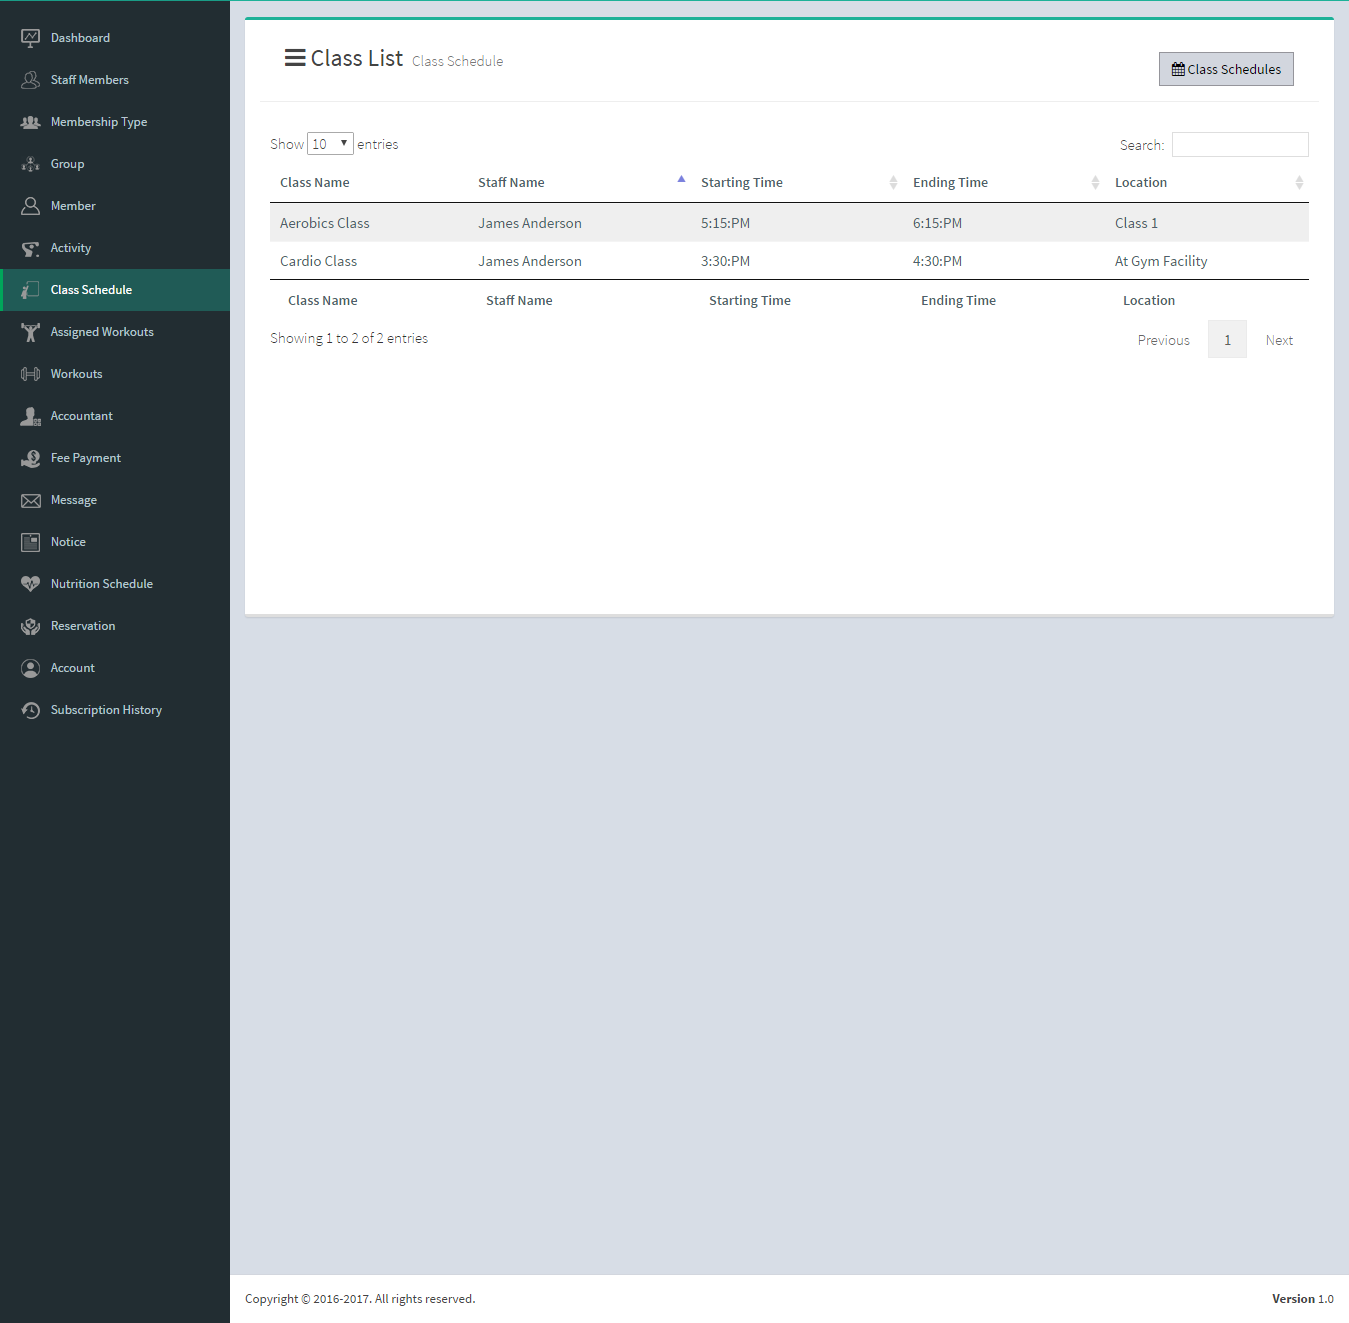 Dashboard
Staff Members
Membership Type
Group
Member
Activity
Class Schedule
Assigned Workouts
Workouts
Accountant
Fee Payment
Message
Notice
Nutrition Schedule
Reservation
Account
Subscription History
Class List Class Schedule
Class Schedules
Show 10 entries
Search:
Class Name Staff Name Starting Time Ending Time Location
Aerobics Class James Anderson 5:15:PM 6:15:PM Class 1
Cardio Class James Anderson 3:30:PM 4:30:PM At Gym Facility
Class Name Staff Name Starting Time Ending Time Location
Showing 1 to 2 of 2 entries
Previous 1 Next
Copyright © 2016-2017. All rights reserved.
Version 1.0